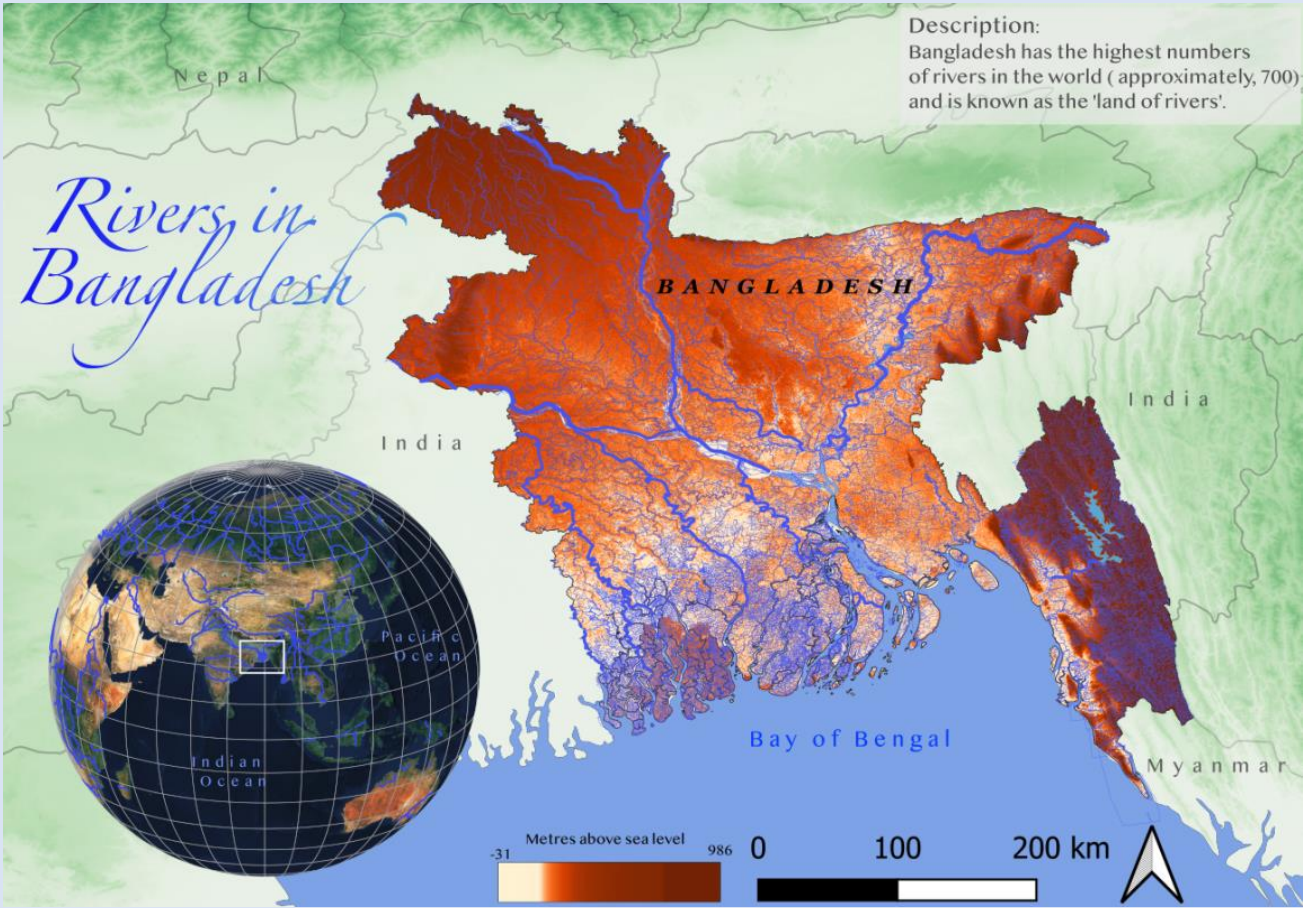 Description:
Bangladesh has the highest numbers
of rivers in the world ( approximately, 700)
and is known as the 'land of rivers'.
Nepal
Rivers in
Bangladesh
BANGLADESH
India
India
Pacific
Ocean
Indian
Ocean
Bay of Bengal
Myanmar
Metres above sea level
-31 986
0 100 200 km